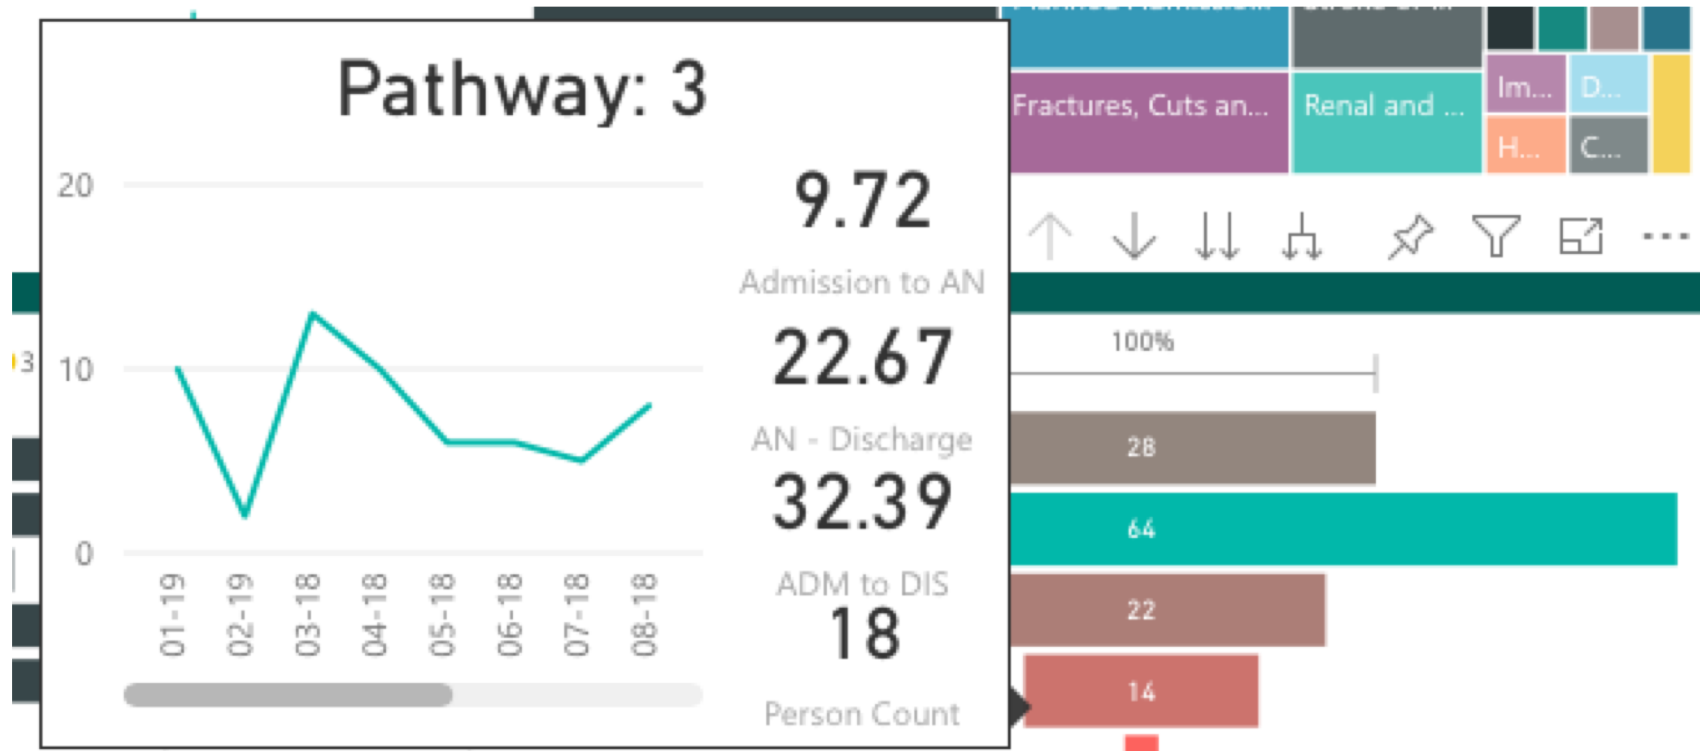 Pathway: 3
20
10
0
01-19
02-19
03-18
04-18
05-18
06-18
07-18
08-18
9.72
Admission to AN
22.67
AN - Discharge
32.39
ADM to DIS
18
Person Count
Fractures, Cuts an...
Renal and ...
Im...
D...
H...
C...
3
100%
28
64
22
14